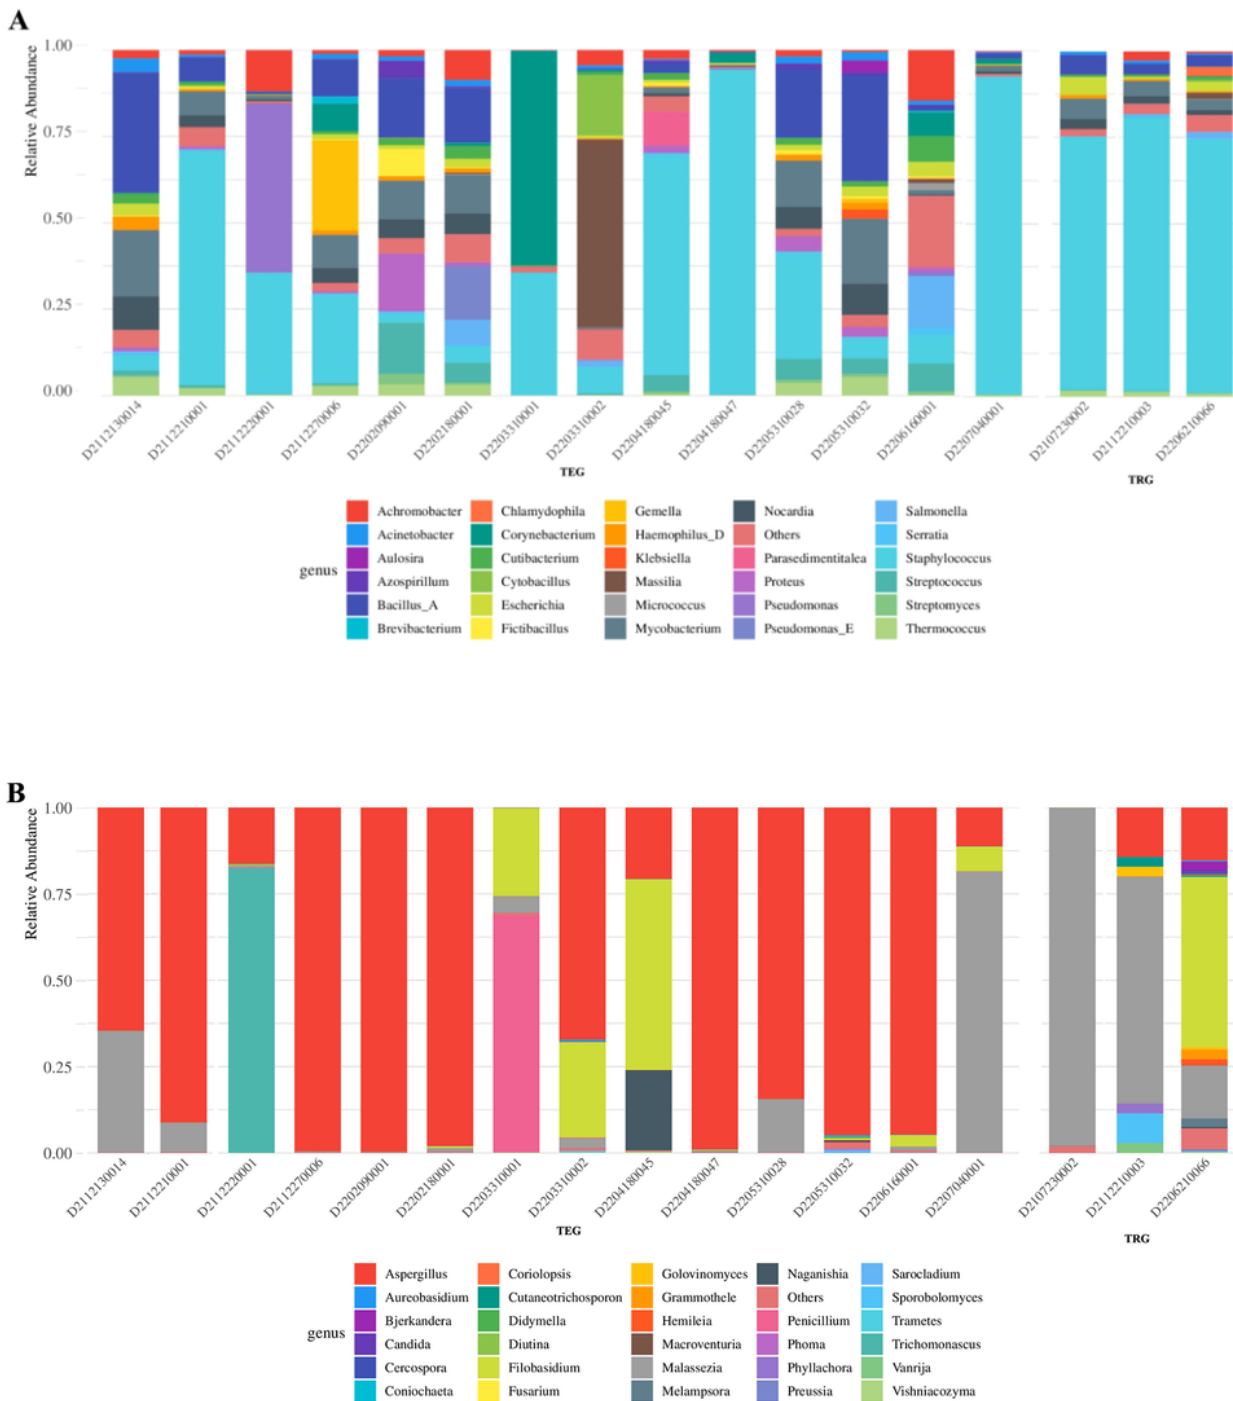 A
Relative Abundance
1.00
0.75
0.50
0.25
0.00
D2112130014
D2112210001
D2112220001
D2112270006
D2202090001
D2202180001
D2203310001
D2203310002
D2204180045
D2204180047
D2205310028
D2205310032
D2206160001
D2207040001
D2107230002
D2112210003
D2206210066
TEG
TRG
genus
Achromobacter Chlamydophila Gemella Nocardia Salmonella
Acinetobacter Corynebacterium Haemophilus_D Others Serratia
Aulosira Cutibacterium Klebsiella Parasedimentitalea Staphylococcus
Azospirillum Cytobacillus Massilia Proteus Streptococcus
Bacillus_A Escherichia Micrococcus Pseudomonas Streptomyces
Brevibacterium Fictibacillus Mycobacterium Pseudomonas_E Thermococcus
B
Relative Abundance
1.00
0.75
0.50
0.25
0.00
D2112130014
D2112210001
D2112220001
D2112270006
D2202090001
D2202180001
D2203310001
D2203310002
D2204180045
D2204180047
D2205310028
D2205310032
D2206160001
D2207040001
D2107230002
D2112210003
D2206210066
TEG
TRG
genus
Aspergillus Coriolopsis Golovinomyces Naganishia Sarocladium
Aureobasidium Cutaneotrichosporon Grammothele Others Sporobolomyces
Bjerkandera Didymella Hemileia Penicillium Trametes
Candida Diutina Macroventuria Phoma Trichomonascus
Cercospora Filobasidium Malassezia Phyllachora Vanrija
Coniochaeta Fusarium Melampsora Preussia Vishniacozyma